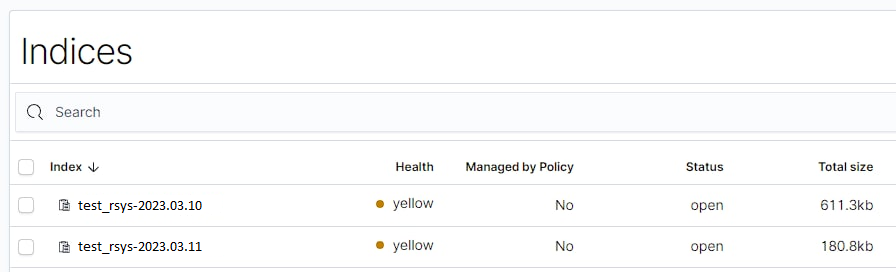 Indices
Search
Index Health Managed by Policy Status Total size
test_rsys-2023.03.10 yellow No open 611.3kb
test_rsys-2023.03.11 yellow No open 180.8kb